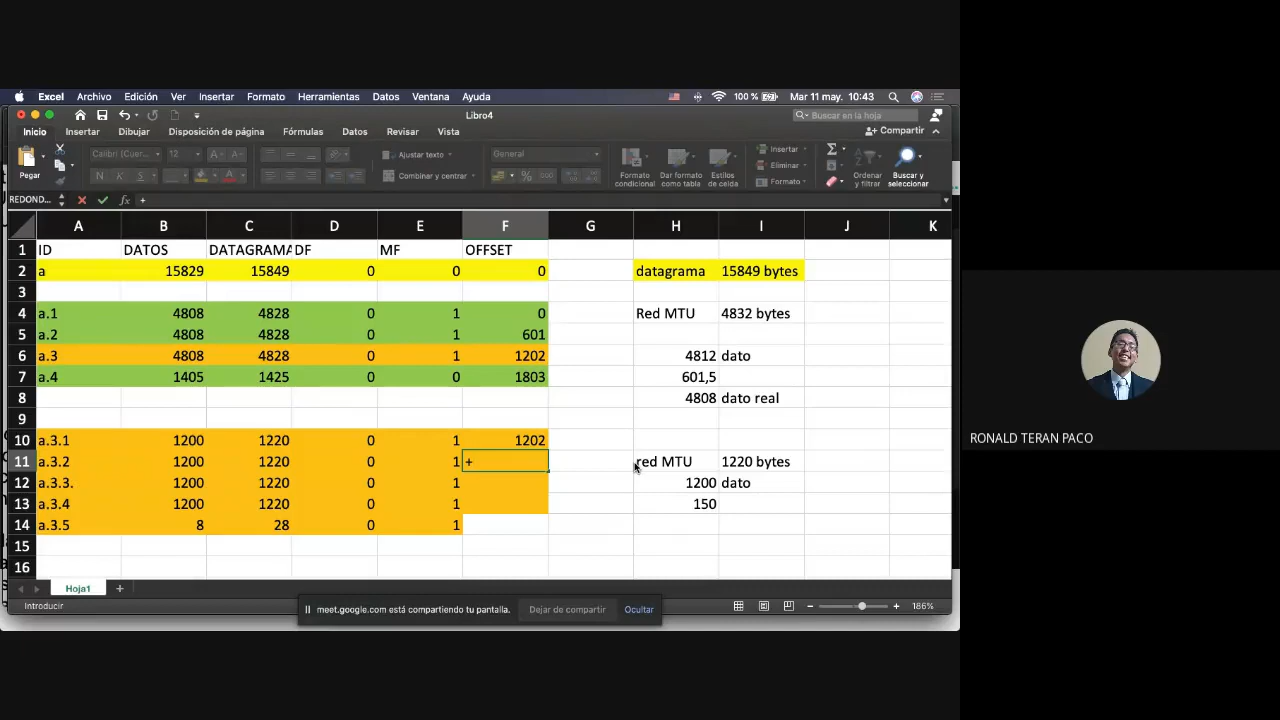 Excel Archivo Edición Ver Insertar Formato Herramientas Datos Ventana Ayuda 100 % Mar 11 may. 10:43
Libro4 Buscar en la hoja
Inicio Insertar Dibujar Disposición de página Fórmulas Datos Revisar Vista Compartir
Pegar
Calibri (Cuer... 12
N K S
Ajustar texto
Combinar y centrar
General
% 000
Formato condicional
Dar formato como tabla
Estilos de celda
Insertar
Eliminar
Formato
Ordenar y filtrar
Buscar y seleccionar
REDOND... fx +
A B C D E F G H I J K
1 ID DATOS DATAGRAMA DF MF OFFSET
2 a 15829 15849 0 0 0 datagrama 15849 bytes
3
4 a.1 4808 4828 0 1 0 Red MTU 4832 bytes
5 a.2 4808 4828 0 1 601
6 a.3 4808 4828 0 1 1202 4812 dato
7 a.4 1405 1425 0 0 1803 601,5
8 4808 dato real
9
10 a.3.1 1200 1220 0 1 1202
11 a.3.2 1200 1220 0 1 + red MTU 1220 bytes
12 a.3.3. 1200 1220 0 1 1200 dato
13 a.3.4 1200 1220 0 1 150
14 a.3.5 8 28 0 1
15
16
Hoja1 +
Introducir
meet.google.com está compartiendo tu pantalla. Dejar de compartir Ocultar
186%
RONALD TERAN PACO